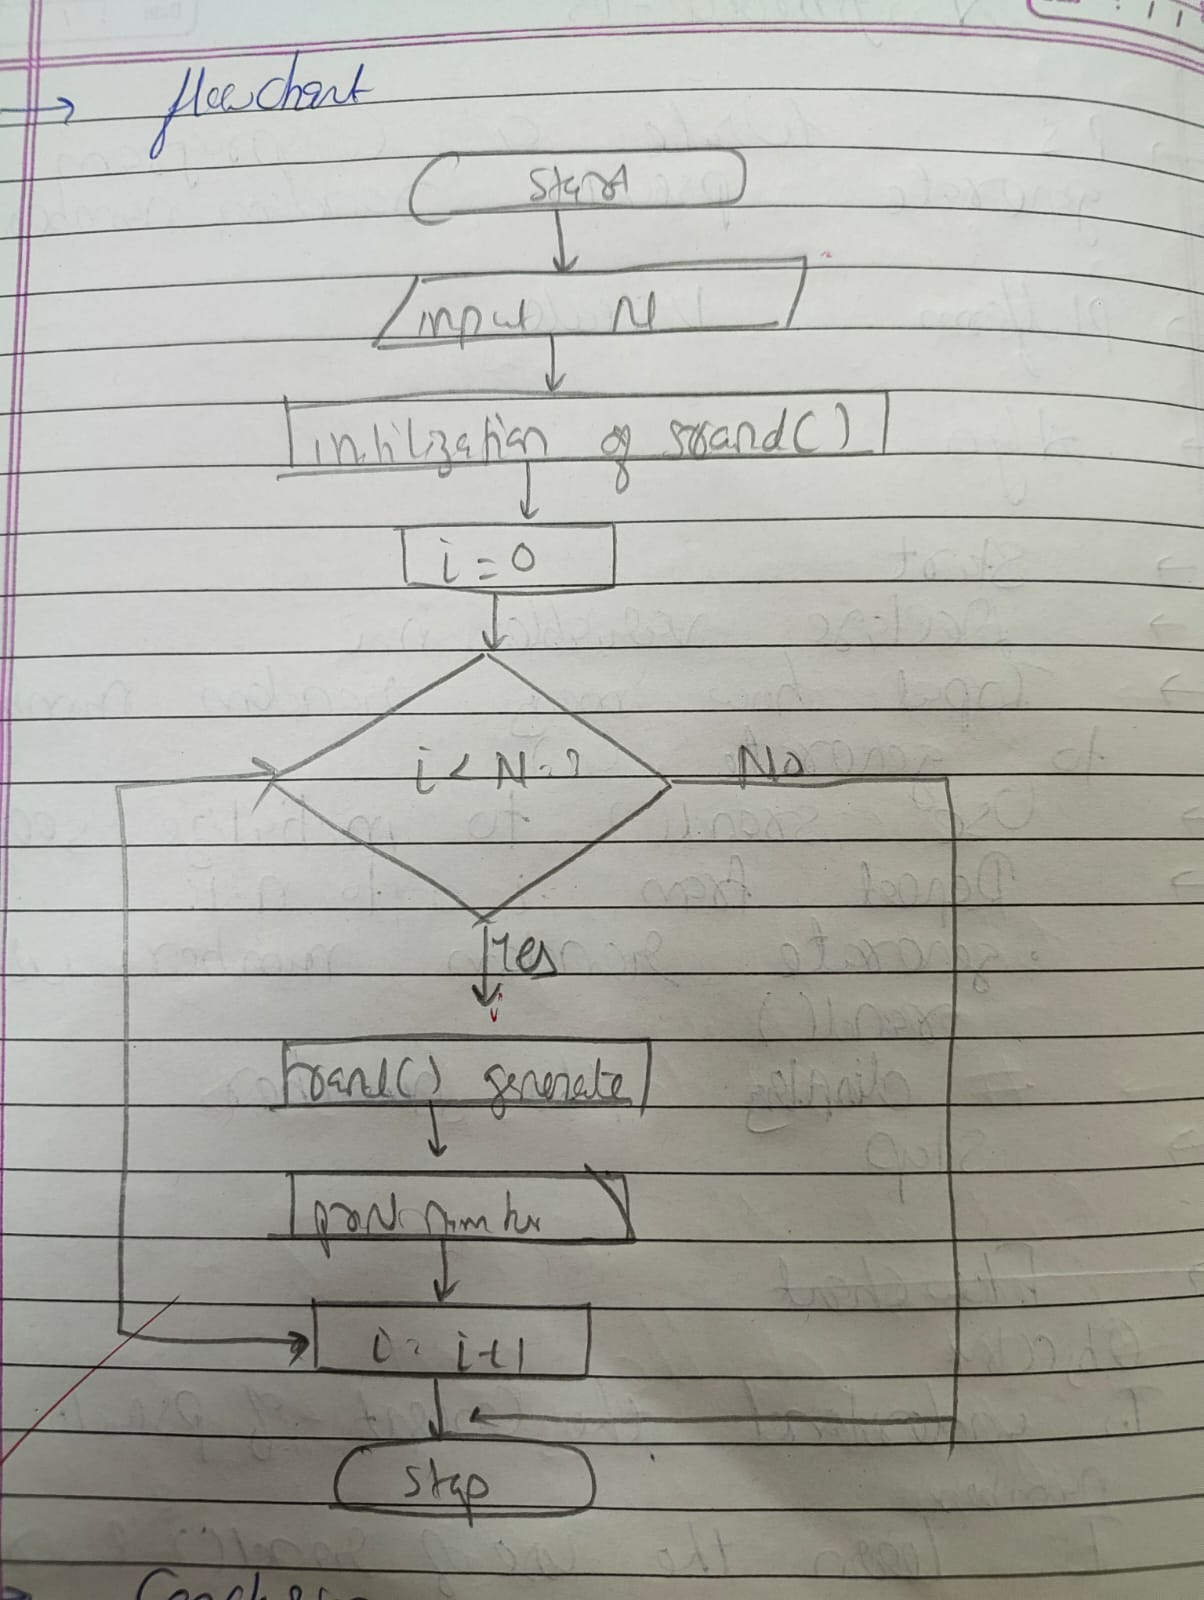 → flowchart
Start
input N
initilization of srand()
i = 0
i < N ?
No
Yes
rand() generate
print number
i = i+1
Stop